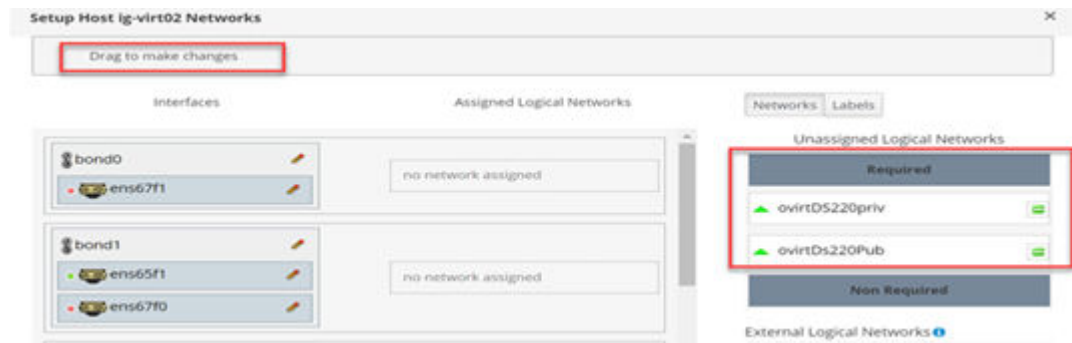 Setup Host ig-virt02 Networks
Drag to make changes
Interfaces
Assigned Logical Networks
Networks
Labels
Unassigned Logical Networks
bond0
ens67f1
no network assigned
Required
ovirtDS220priv
ovirtDs220Pub
bond1
ens65f1
ens67f0
no network assigned
Non Required
External Logical Networks